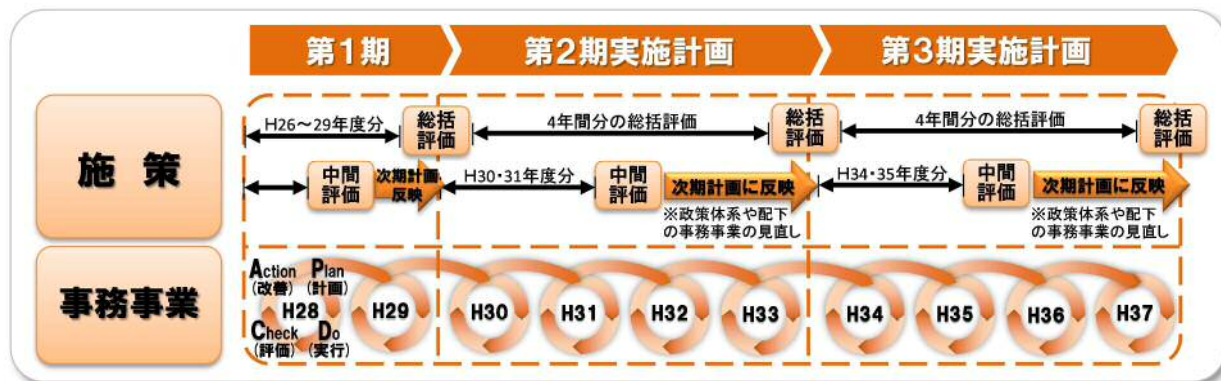 第1期
第2期実施計画
第3期実施計画
施 策
H26～29年度分
総括
評価
4年間分の総括評価
総括
評価
4年間分の総括評価
総括
評価
中間
評価
次期計画
反映
H30・31年度分
中間
評価
次期計画に反映
※政策体系や配下
の事務事業の見直し
H34・35年度分
中間
評価
次期計画に反映
※政策体系や配下
の事務事業の見直し
事務事業
Action Plan
(改善) (計画)
H28
H29
H30
H31
H32
H33
H34
H35
H36
H37
Check Do
(評価) (実行)